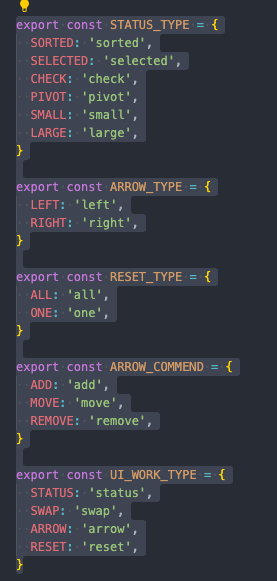 export const STATUS_TYPE = {
SORTED: 'sorted',
SELECTED: 'selected',
CHECK: 'check',
PIVOT: 'pivot',
SMALL: 'small',
LARGE: 'large',
}
export const ARROW_TYPE = {
LEFT: 'left',
RIGHT: 'right',
}
export const RESET_TYPE = {
ALL: 'all',
ONE: 'one',
}
export const ARROW_COMMEND = {
ADD: 'add',
MOVE: 'move',
REMOVE: 'remove',
}
export const UI_WORK_TYPE = {
STATUS: 'status',
SWAP: 'swap',
ARROW: 'arrow',
RESET: 'reset',
}